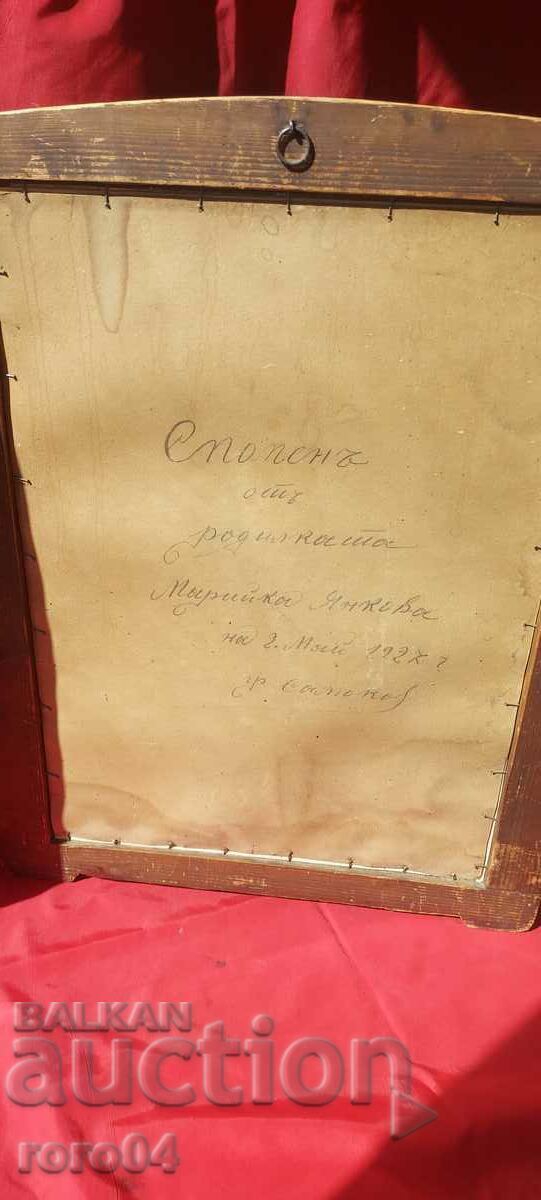 Споменъ
отъ
родилката
Марийка Янкова
на 2. Май 1927 г
гр Самоковъ
BALKAN
auction
roro04